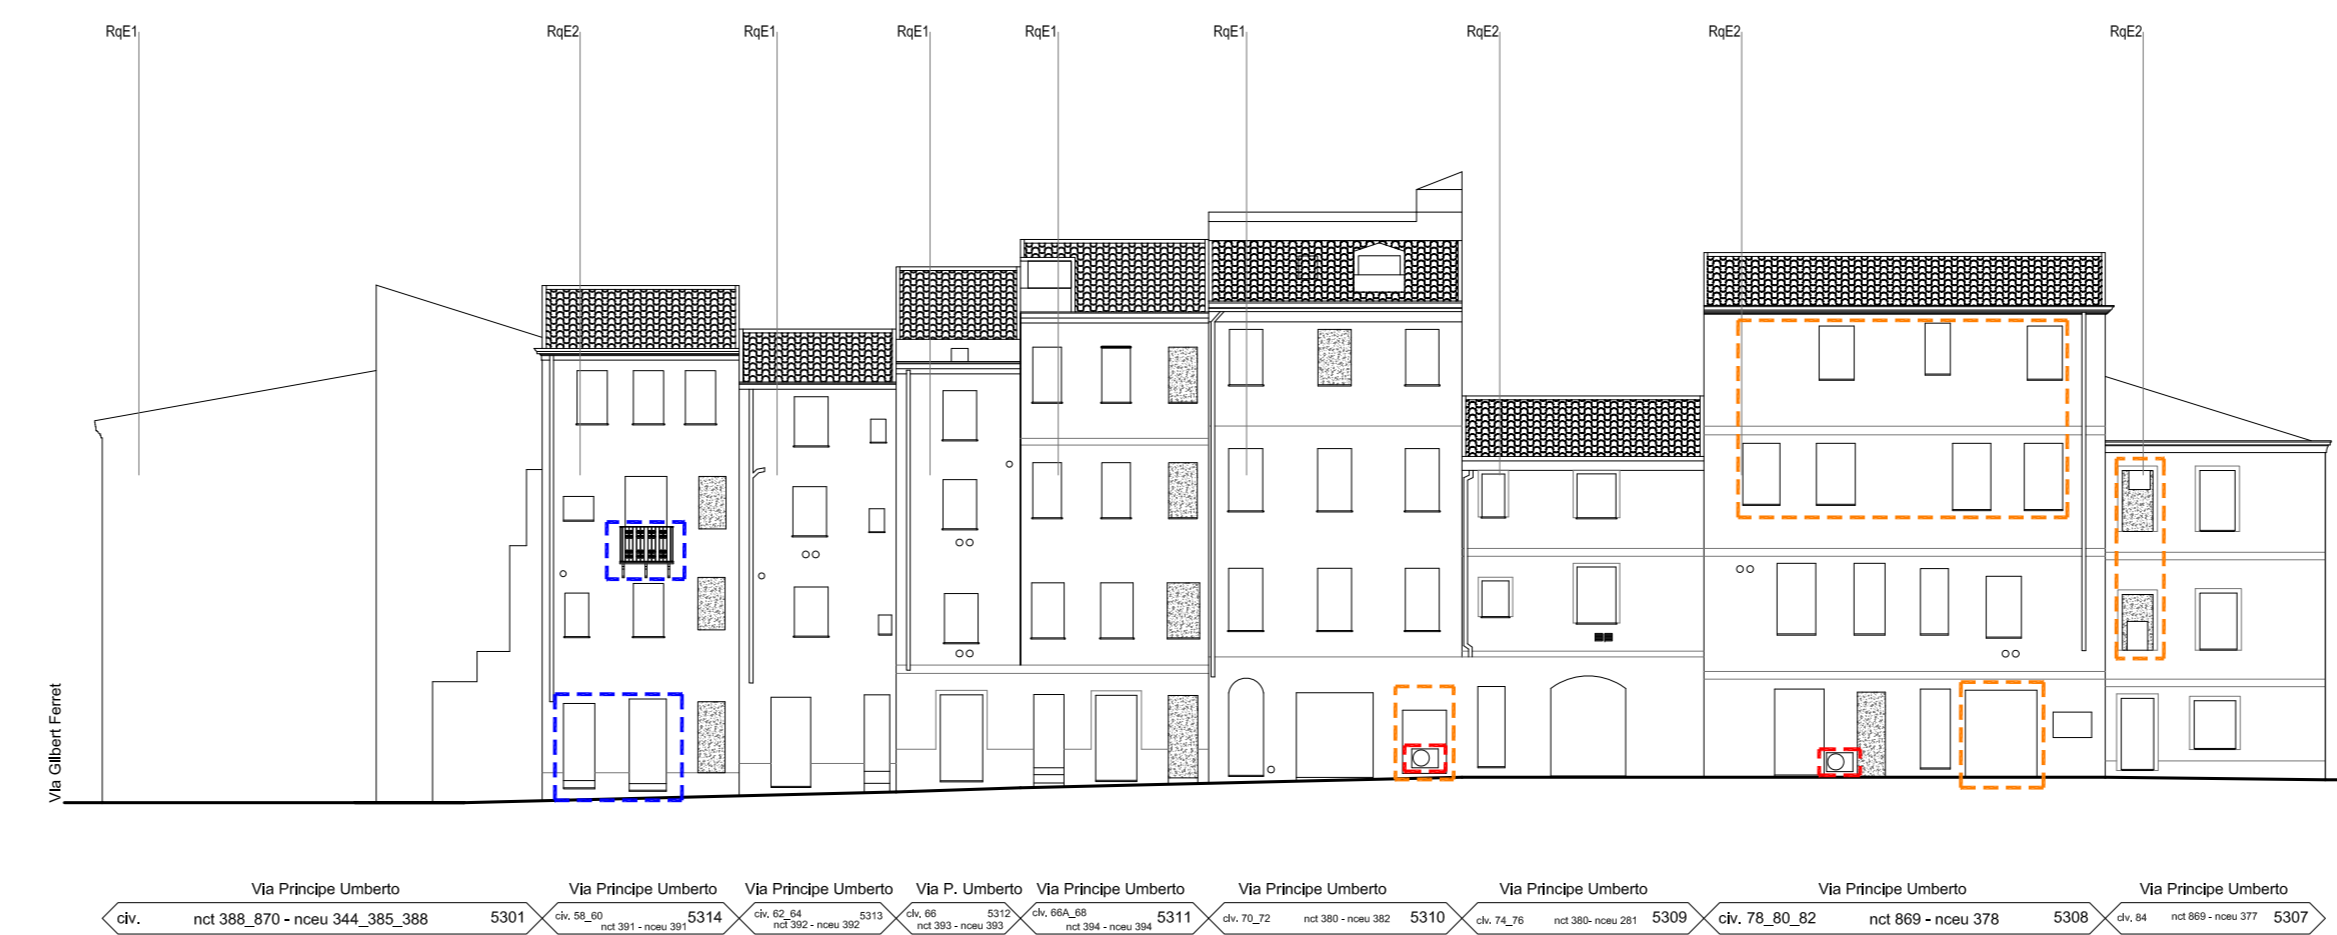 RqE1 RqE2 RqE1 RqE1 RqE1 RqE1 RqE2 RqE2 RqE2
Via Gilbert Ferret
Via Principe Umberto
civ. nct 388_870 - nceu 344_385_388 5301
Via Principe Umberto
civ. 58_60 5314
nct 391 - nceu 391
Via Principe Umberto
civ. 62_64 5313
nct 392 - nceu 392
Via P. Umberto
civ. 66 5312
nct 393 - nceu 393
Via Principe Umberto
civ. 66A_68 5311
nct 394 - nceu 394
Via Principe Umberto
civ. 70_72 nct 380 - nceu 382 5310
Via Principe Umberto
civ. 74_76 nct 380- nceu 281 5309
Via Principe Umberto
civ. 78_80_82 nct 869 - nceu 378 5308
Via Principe Umberto
civ. 84 nct 869 - nceu 377 5307